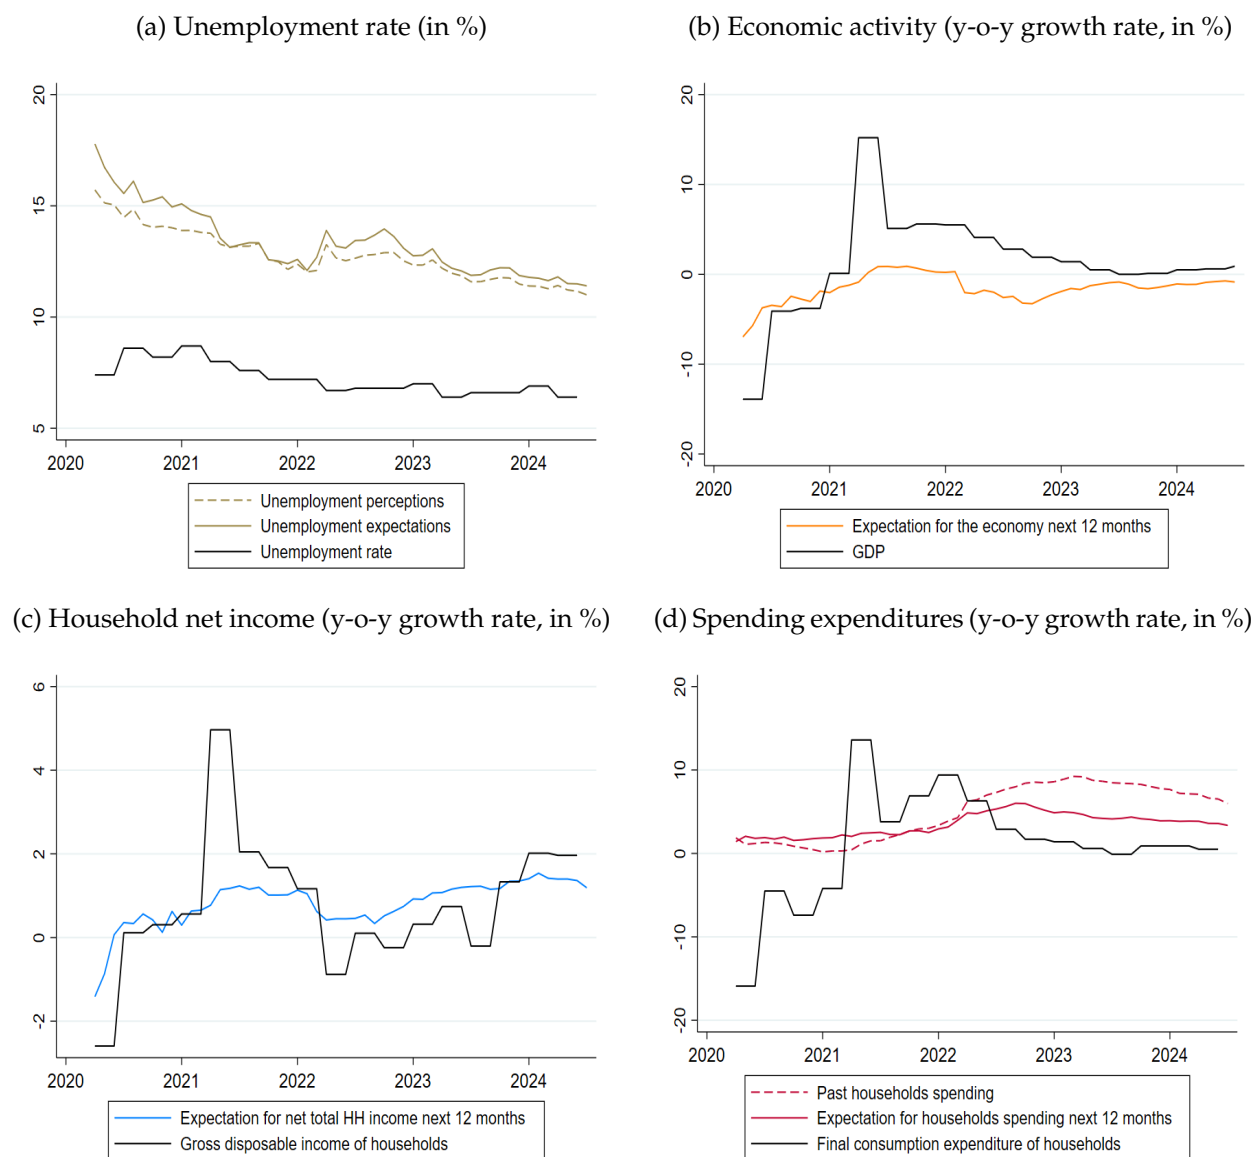 (a) Unemployment rate (in %)
20
15
10
5
2020 2021 2022 2023 2024
Unemployment perceptions
Unemployment expectations
Unemployment rate
(b) Economic activity (y-o-y growth rate, in %)
20
10
0
-10
-20
2020 2021 2022 2023 2024
Expectation for the economy next 12 months
GDP
(c) Household net income (y-o-y growth rate, in %)
6
4
2
0
-2
2020 2021 2022 2023 2024
Expectation for net total HH income next 12 months
Gross disposable income of households
(d) Spending expenditures (y-o-y growth rate, in %)
20
10
0
-10
-20
2020 2021 2022 2023 2024
Past households spending
Expectation for households spending next 12 months
Final consumption expenditure of households